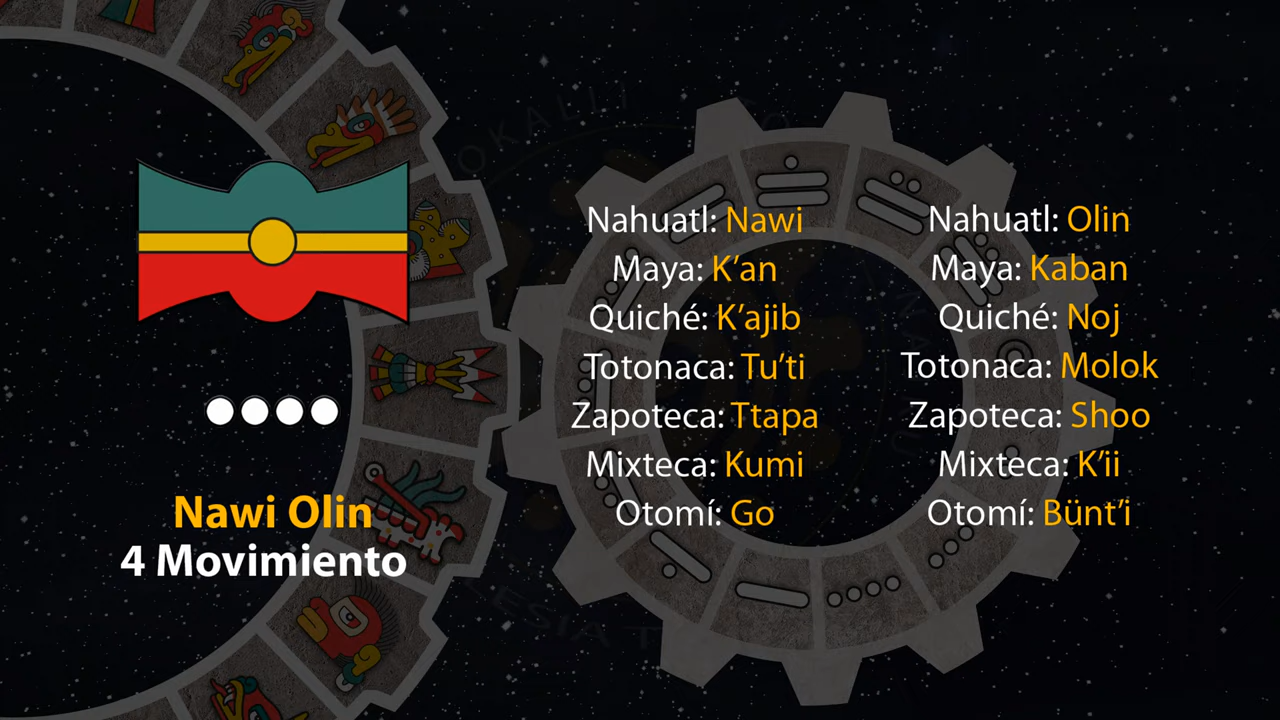 Nawi Olin
4 Movimiento
Nahuatl: Nawi
Maya: K’an
Quiché: K’ajib
Totonaca: Tu’ti
Zapoteca: Ttapa
Mixteca: Kumi
Otomí: Go
Nahuatl: Olin
Maya: Kaban
Quiché: Noj
Totonaca: Molok
Zapoteca: Shoo
Mixteca: K’ii
Otomí: Bünt’i